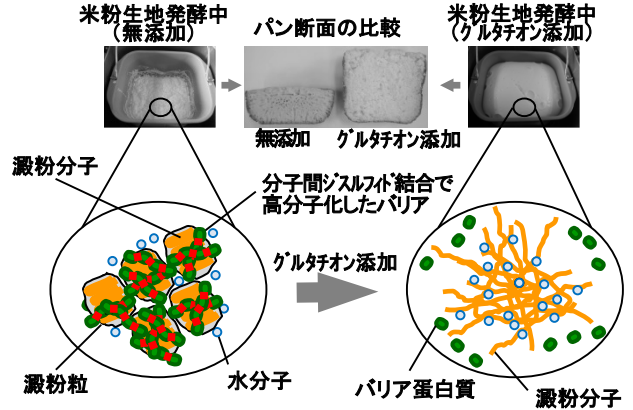 米粉生地発酵中
（無添加）
パン断面の比較
米粉生地発酵中
（ｸﾞﾙﾀﾁｵﾝ添加）
無添加
ｸﾞﾙﾀﾁｵﾝ添加
澱粉分子
分子間ｼﾞｽﾙﾌｨﾄﾞ結合で
高分子化したバリア
ｸﾞﾙﾀﾁｵﾝ添加
澱粉粒
水分子
バリア蛋白質
澱粉分子